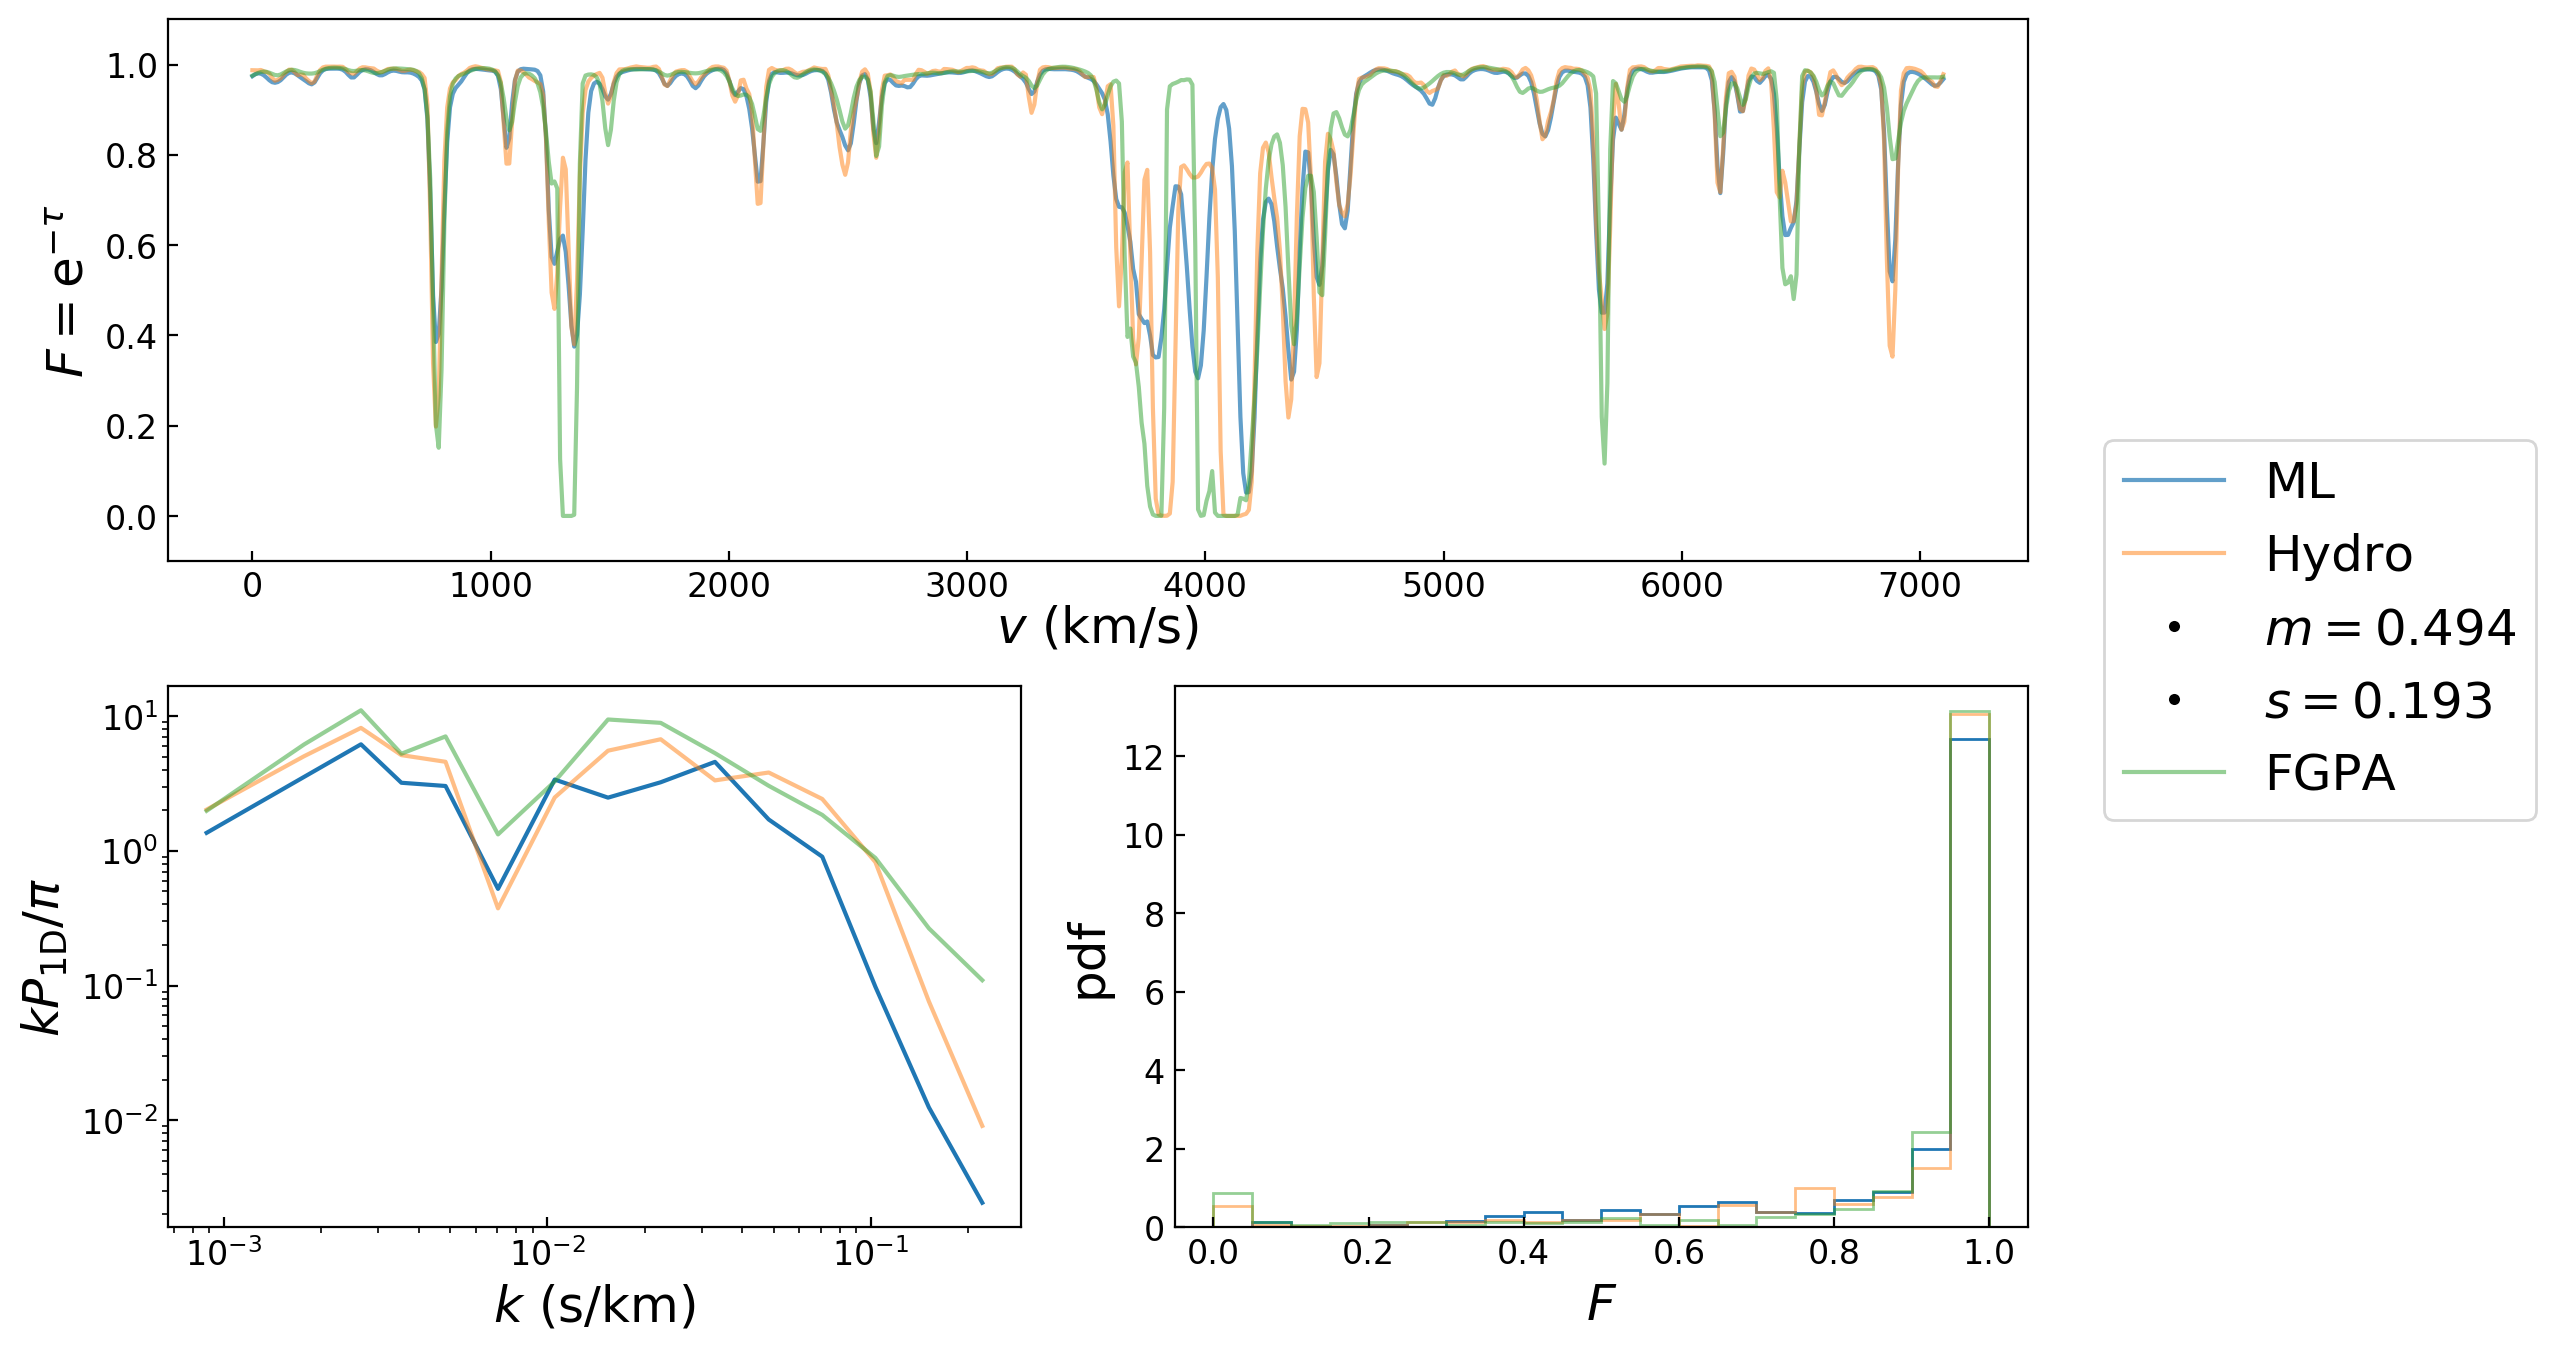 F = e^{−τ}
1.0
0.8
0.6
0.4
0.2
0.0
0 1000 2000 3000 4000 5000 6000 7000
v (km/s)
ML
Hydro
m = 0.494
s = 0.193
FGPA
kP_{1D}/π
10^1
10^0
10^{−1}
10^{−2}
10^{−3} 10^{−2} 10^{−1}
k (s/km)
pdf
12
10
8
6
4
2
0
0.0 0.2 0.4 0.6 0.8 1.0
F